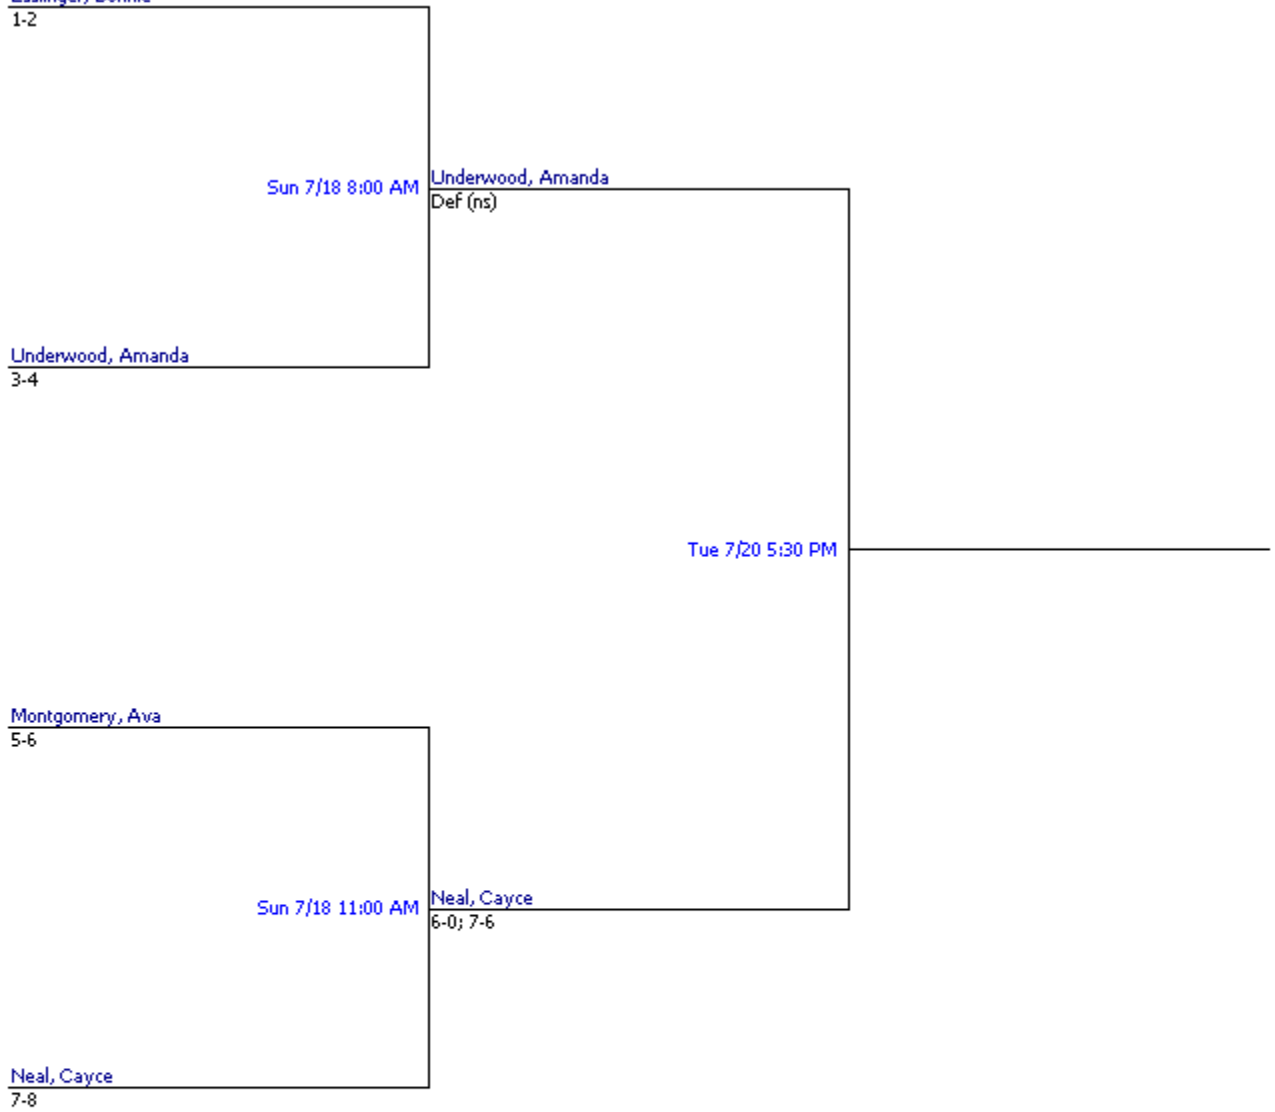 1-2
Sun 7/18 8:00 AM
Underwood, Amanda
Def (ns)
Underwood, Amanda
3-4
Tue 7/20 5:30 PM
Montgomery, Ava
5-6
Sun 7/18 11:00 AM
Neal, Cayce
6-0; 7-6
Neal, Cayce
7-8